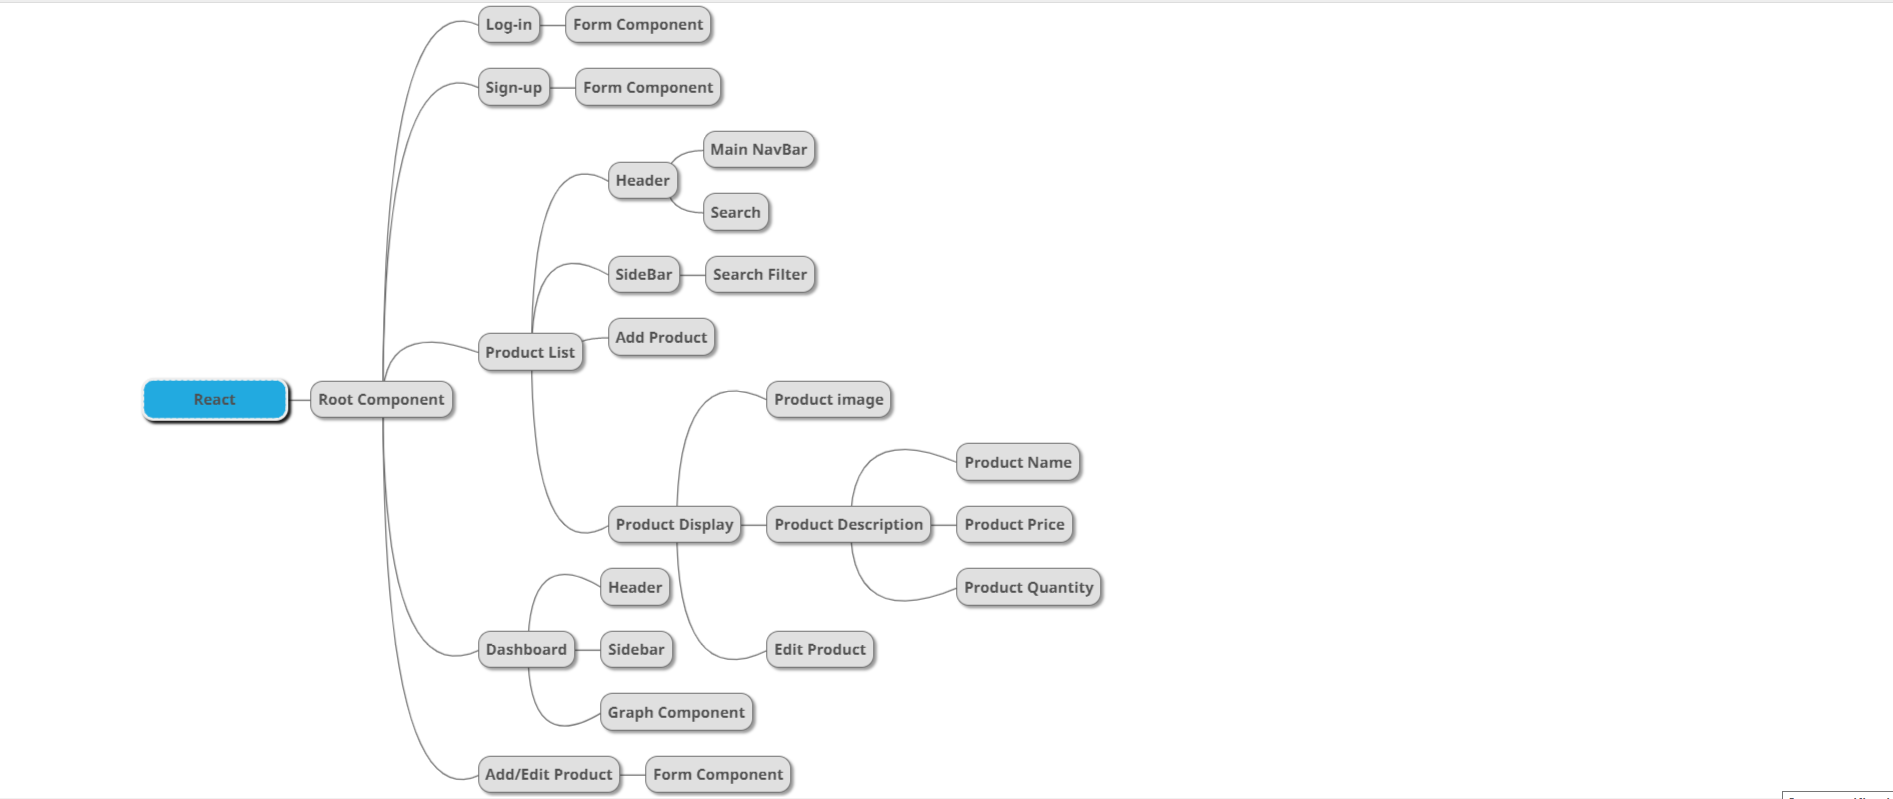 Log-in
Form Component
Sign-up
Form Component
Main NavBar
Header
Search
SideBar
Search Filter
Add Product
Product List
React
Root Component
Product image
Product Name
Product Display
Product Description
Product Price
Header
Product Quantity
Dashboard
Sidebar
Edit Product
Graph Component
Add/Edit Product
Form Component